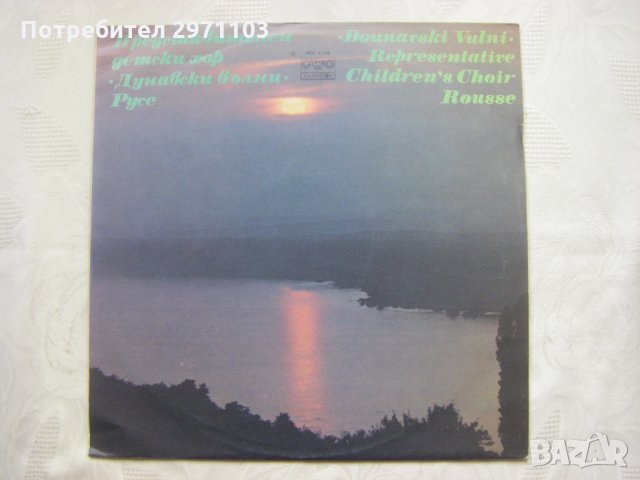 Потребител 2971103
Представителен
детски хор
·Дунавски вълни·
Русе
·Dounavski Vulni·
Representative
Children's Choir
Rousse
BAZAR